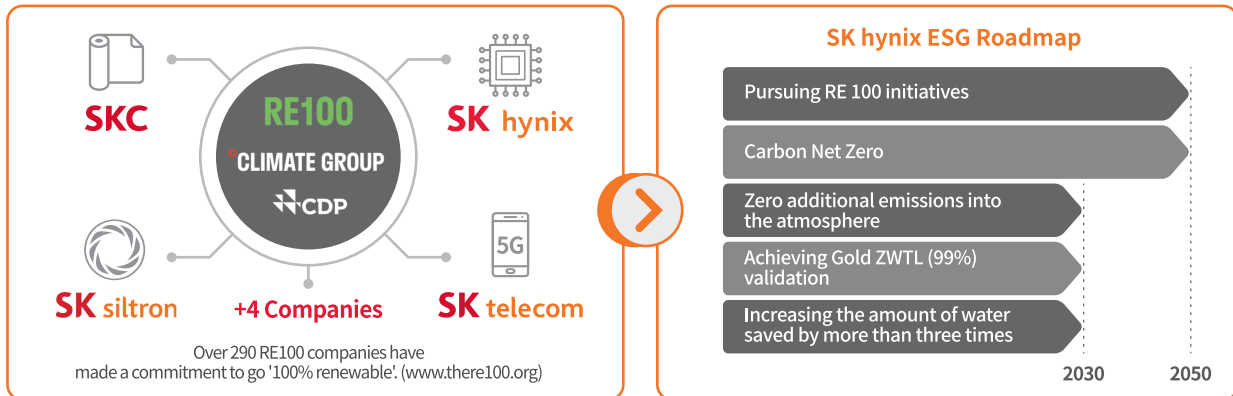 SKC
RE100
°CLIMATE GROUP
CDP
SK hynix
SK siltron
+4 Companies
5G
SK telecom
Over 290 RE100 companies have
made a commitment to go '100% renewable'. (www.there100.org)
SK hynix ESG Roadmap
Pursuing RE 100 initiatives
Carbon Net Zero
Zero additional emissions into
the atmosphere
Achieving Gold ZWTL (99%)
validation
Increasing the amount of water
saved by more than three times
2030
2050